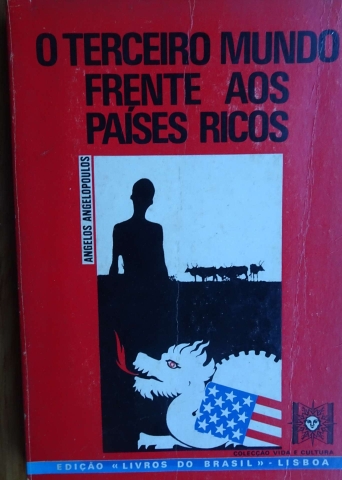 O TERCEIRO MUNDO
FRENTE AOS
PAÍSES RICOS
ANGELOS ANGELOPOULOS
COLECÇÃO VIDA E CULTURA
EDIÇÃO «LIVROS DO BRASIL» - LISBOA